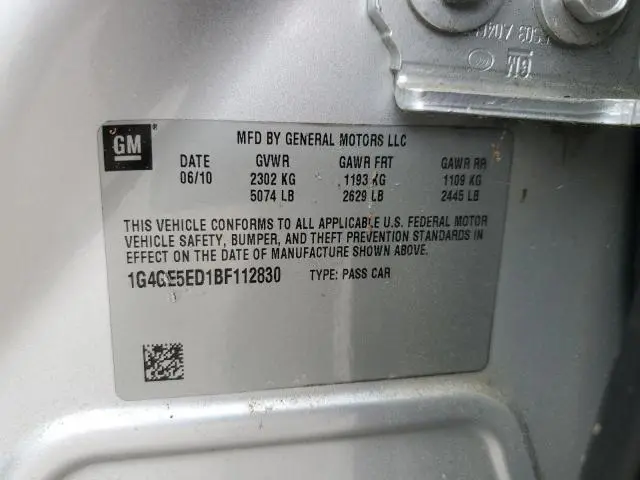 GM
MFD BY GENERAL MOTORS LLC
DATE GVWR GAWR FRT GAWR RR
06/10 2302 KG 1193 KG 1109 KG
5074 LB 2629 LB 2445 LB
THIS VEHICLE CONFORMS TO ALL APPLICABLE U.S. FEDERAL MOTOR
VEHICLE SAFETY, BUMPER, AND THEFT PREVENTION STANDARDS IN
EFFECT ON THE DATE OF MANUFACTURE SHOWN ABOVE.
1G4GE5ED1BF112830 TYPE: PASS CAR
GM